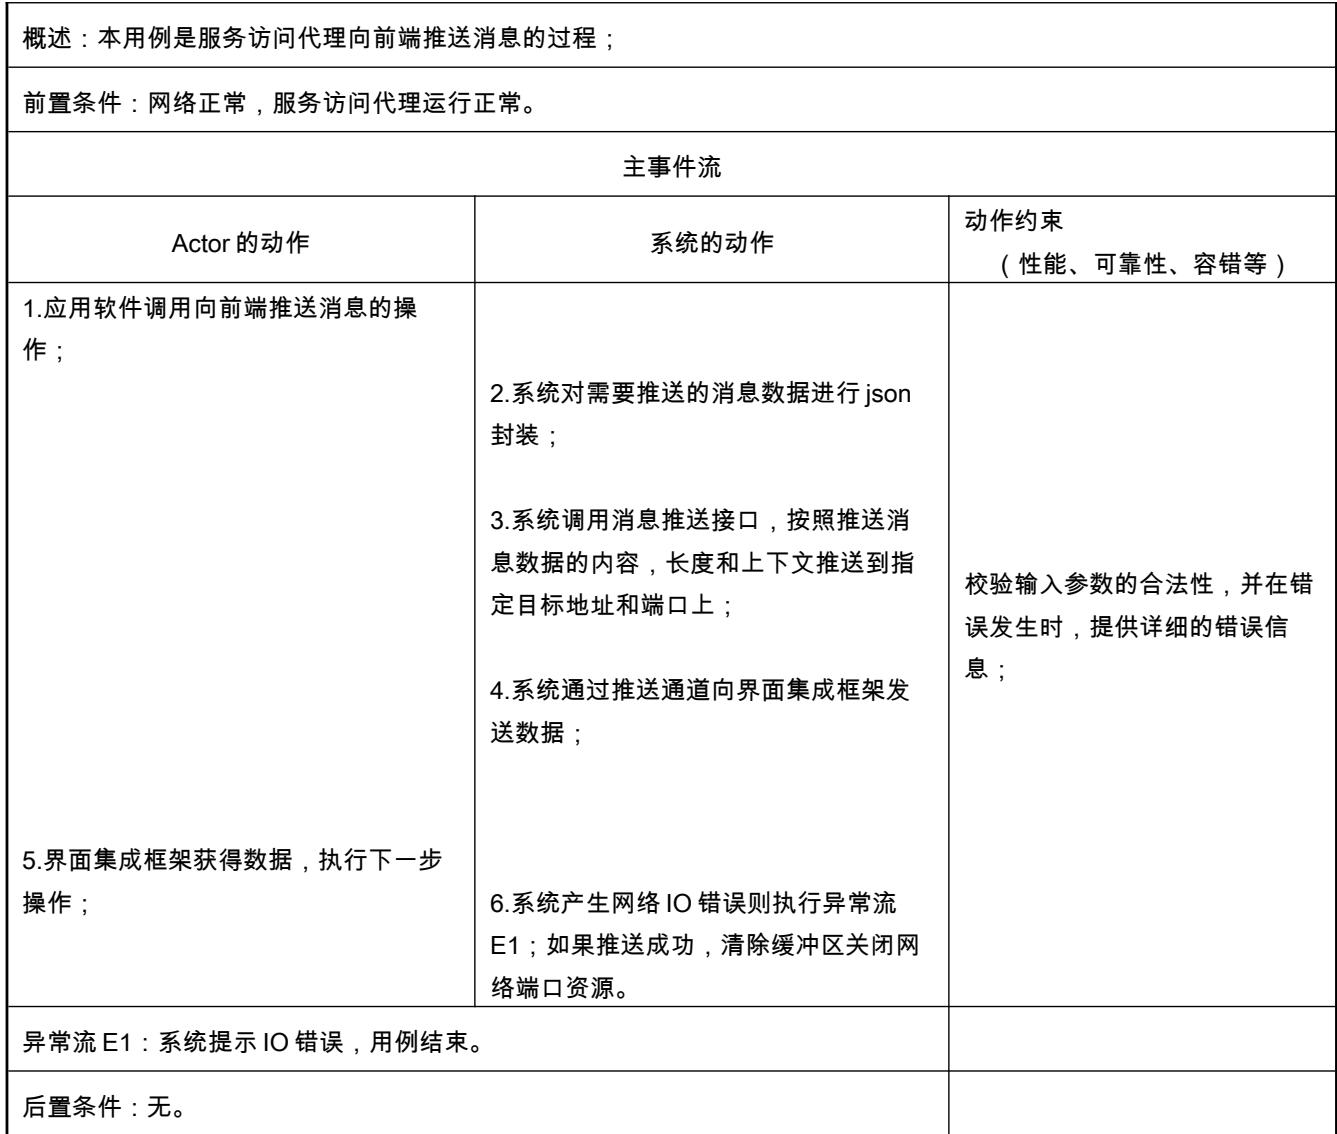 概述：本用例是服务访问代理向前端推送消息的过程；
前置条件：网络正常，服务访问代理运行正常。
主事件流
Actor 的动作
系统的动作
动作约束
（性能、可靠性、容错等）
1.应用软件调用向前端推送消息的操
作；
2.系统对需要推送的消息数据进行 json
封装；
3.系统调用消息推送接口，按照推送消
息数据的内容，长度和上下文推送到指
定目标地址和端口上；
4.系统通过推送通道向界面集成框架发
送数据；
5.界面集成框架获得数据，执行下一步
操作；
6.系统产生网络 IO 错误则执行异常流
E1；如果推送成功，清除缓冲区关闭网
络端口资源。
校验输入参数的合法性，并在错
误发生时，提供详细的错误信
息；
异常流 E1：系统提示 IO 错误，用例结束。
后置条件：无。